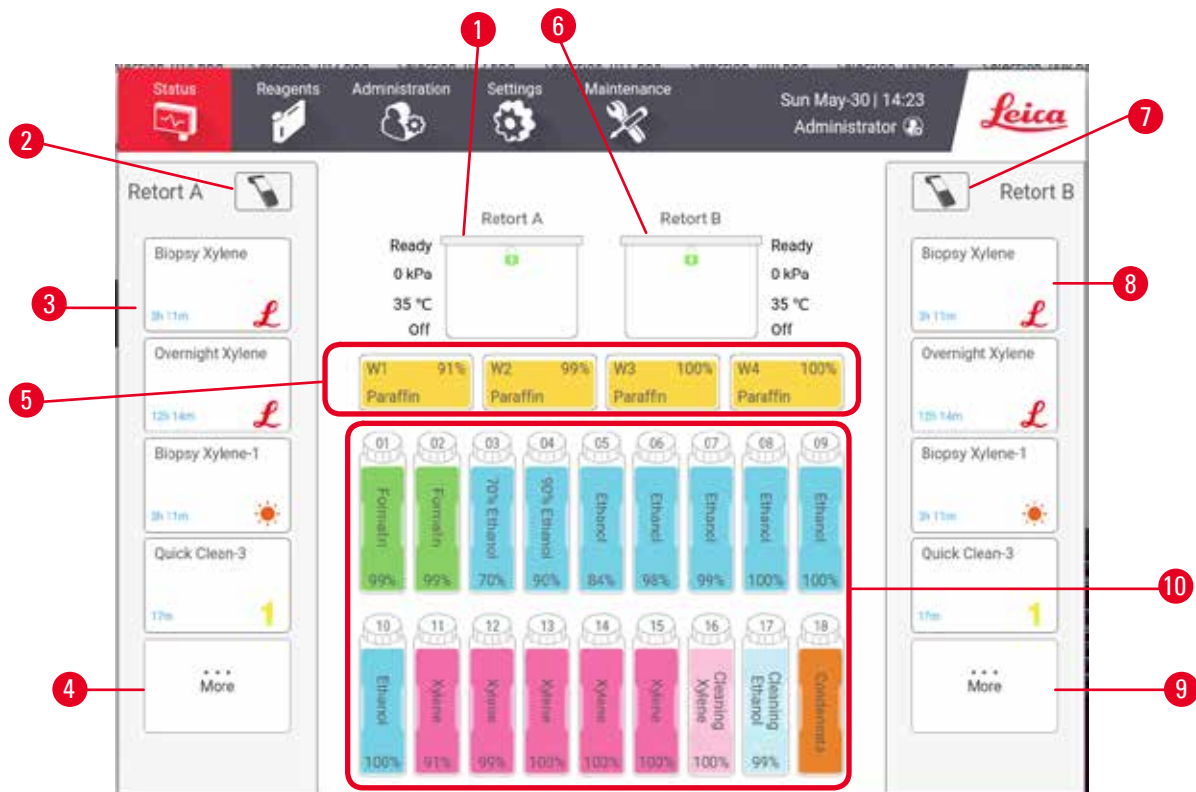 1
6
Status
Reagents
Administration
Settings
Maintenance
Sun May-30 | 14:23
Administrator
Leica
7
2
Retort A
Retort B
Retort A
Retort B
Ready
0 kPa
35 °C
Off
Ready
0 kPa
35 °C
Off
3
Biopsy Xylene
3h 11m
L
Overnight Xylene
12h 14m
L
Biopsy Xylene-1
3h 11m
Quick Clean-3
17m
1
... More
4
8
Biopsy Xylene
3h 11m
L
Overnight Xylene
12h 14m
L
Biopsy Xylene-1
3h 11m
Quick Clean-3
17m
1
... More
9
5
W1 91%
Paraffin
W2 99%
Paraffin
W3 100%
Paraffin
W4 100%
Paraffin
10
01 Formalin 99%
02 Formalin 99%
03 70% Ethanol 70%
04 90% Ethanol 90%
05 Ethanol 84%
06 Ethanol 98%
07 Ethanol 99%
08 Ethanol 100%
09 Ethanol 100%
10 Ethanol 100%
11 Xylene 91%
12 Xylene 99%
13 Xylene 100%
14 Xylene 100%
15 Xylene 100%
16 Cleaning Xylene 100%
17 Cleaning Ethanol 99%
18 Condensate